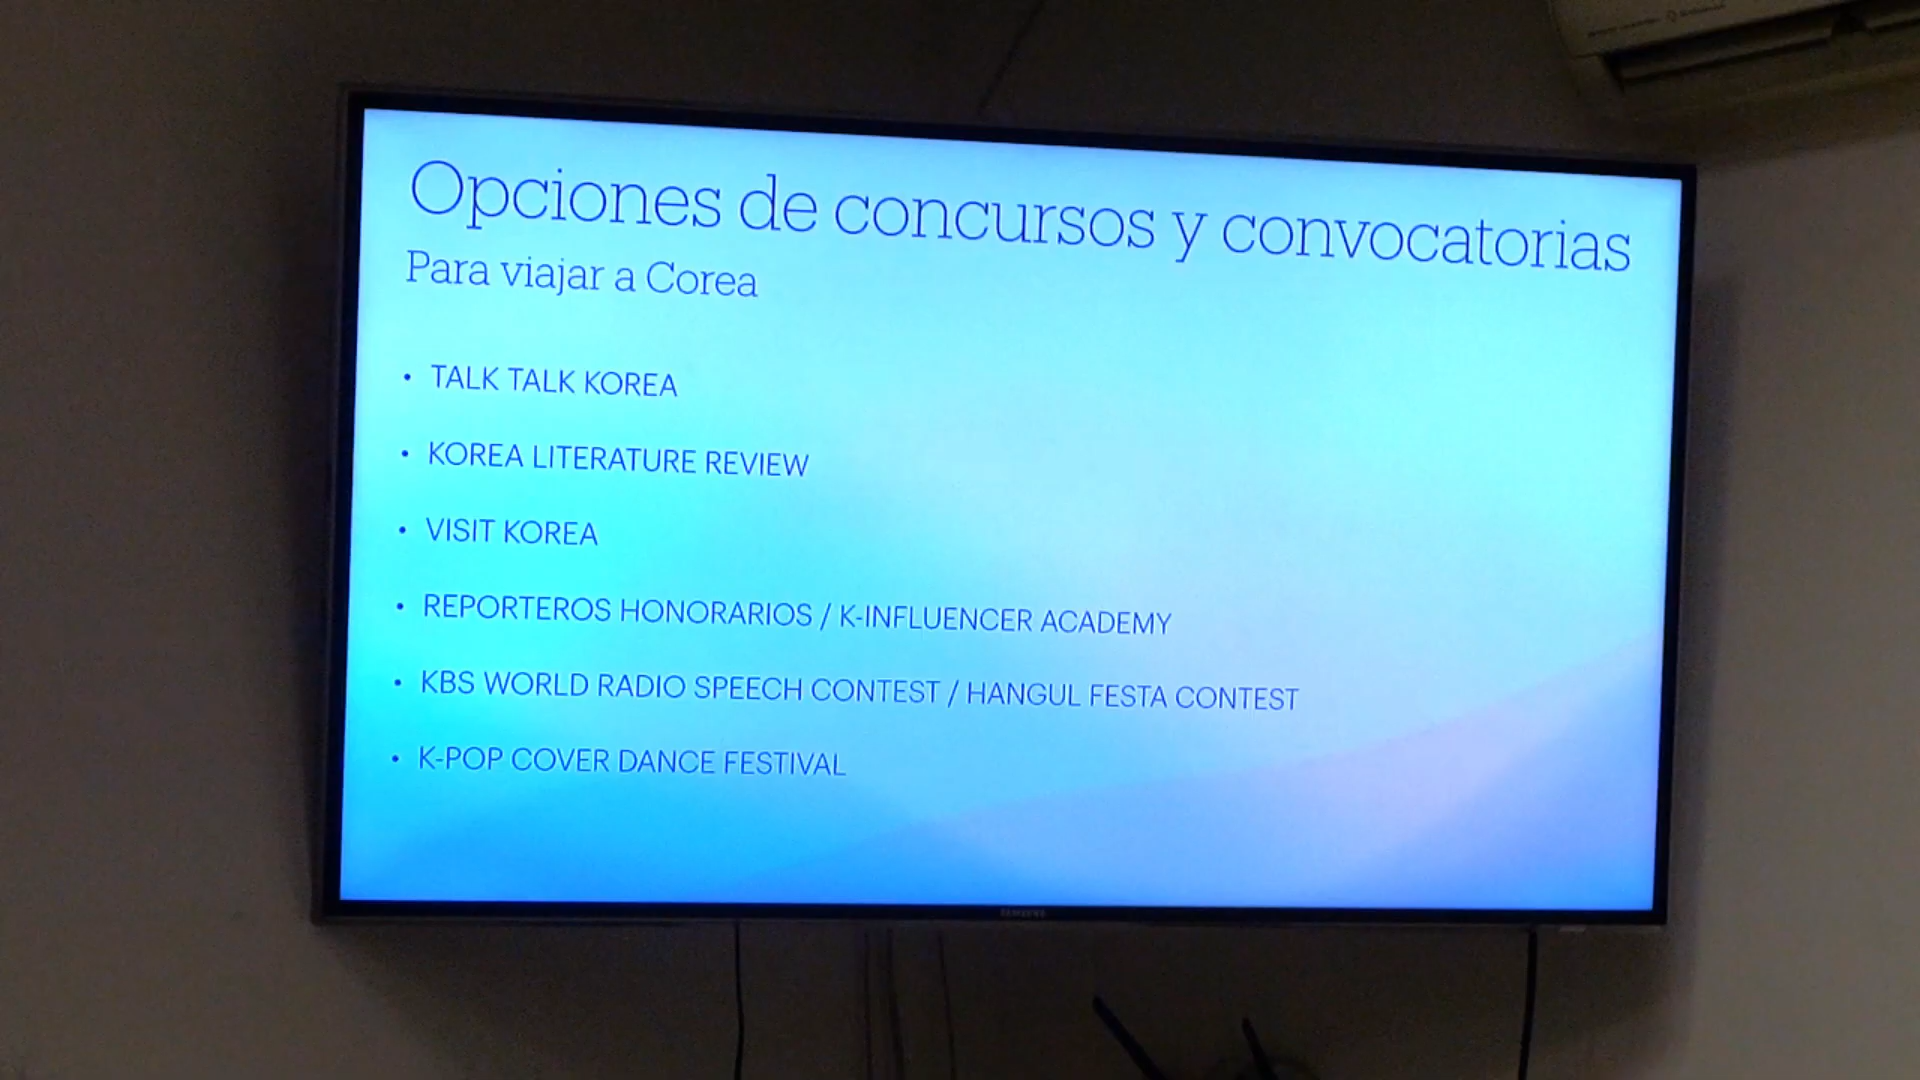 Opciones de concursos y convocatorias
Para viajar a Corea
• TALK TALK KOREA
• KOREA LITERATURE REVIEW
• VISIT KOREA
• REPORTEROS HONORARIOS / K-INFLUENCER ACADEMY
• KBS WORLD RADIO SPEECH CONTEST / HANGUL FESTA CONTEST
• K-POP COVER DANCE FESTIVAL
SAMSUNG